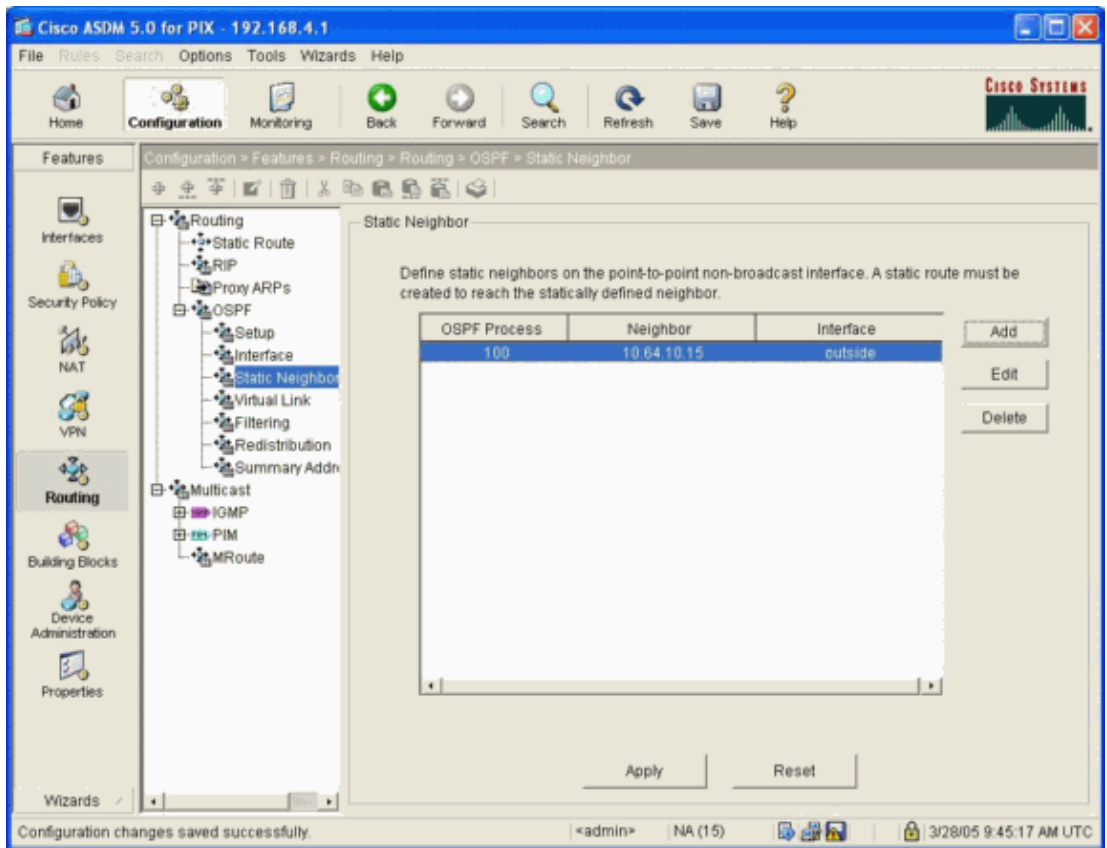 Cisco ASDM 5.0 for PIX - 192.168.4.1
File Rules Search Options Tools Wizards Help
Home Configuration Monitoring Back Forward Search Refresh Save Help
CISCO SYSTEMS
Features
Configuration > Features > Routing > Routing > OSPF > Static Neighbor
Interfaces
Security Policy
NAT
VPN
Routing
Building Blocks
Device Administration
Properties
Wizards
Routing
Static Route
RIP
Proxy ARPs
OSPF
Setup
Interface
Static Neighbor
Virtual Link
Filtering
Redistribution
Summary Addr
Multicast
IGMP
PIM
MRoute
Static Neighbor
Define static neighbors on the point-to-point non-broadcast interface. A static route must be
created to reach the statically defined neighbor.
OSPF Process Neighbor Interface
100 10.64.10.15 outside
Add
Edit
Delete
Apply Reset
Configuration changes saved successfully. <admin> NA (15) 3/28/05 9:45:17 AM UTC